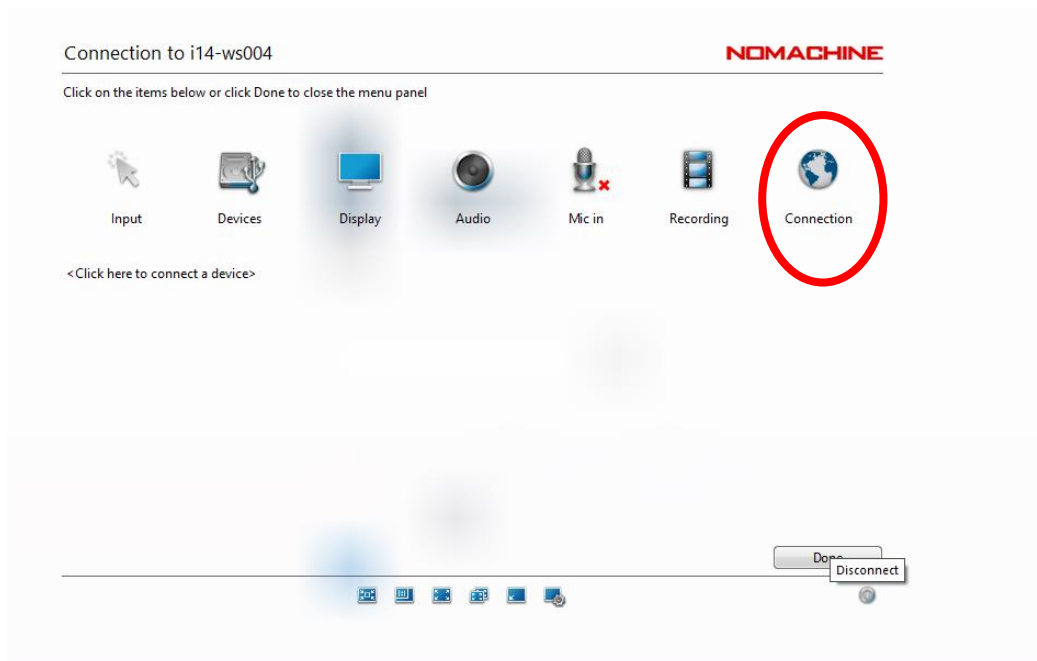 Connection to i14-ws004
NOMACHINE
Click on the items below or click Done to close the menu panel
Input Devices Display Audio Mic in Recording Connection
<Click here to connect a device>
Done
Disconnect